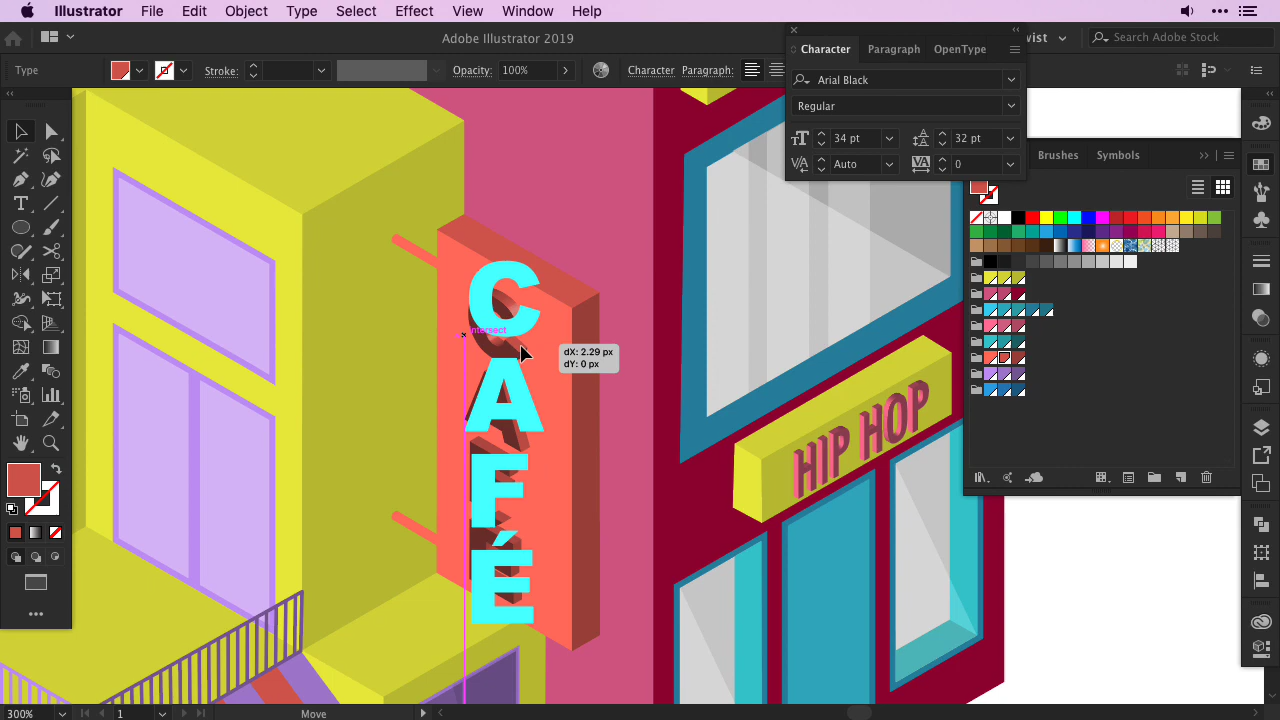 Illustrator File Edit Object Type Select Effect View Window Help
Adobe Illustrator 2019
wist
Search Adobe Stock
Type
Stroke:
Opacity: 100%
Character
Paragraph:
Character Paragraph OpenType
Arial Black
Regular
34 pt
32 pt
Auto
0
Brushes Symbols
C
A
F
É
intersect
dX: 2.29 px
dY: 0 px
HIP HOP
300%
1
Move